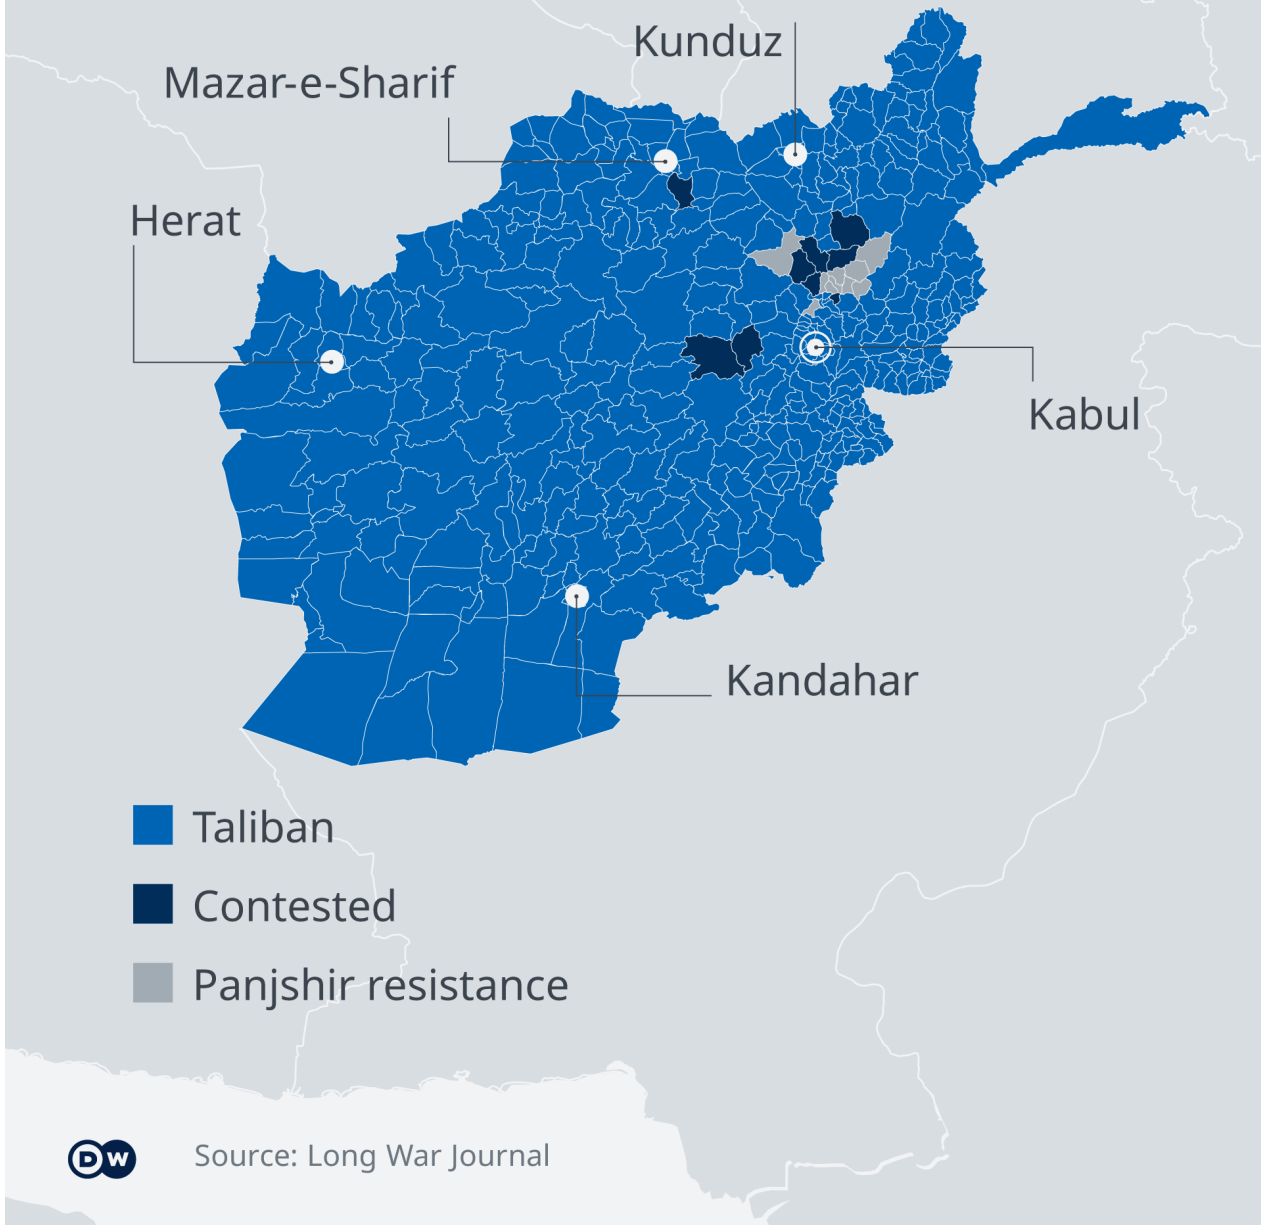 Kunduz
Mazar-e-Sharif
Herat
Kabul
Kandahar
Taliban
Contested
Panjshir resistance
DW
Source: Long War Journal